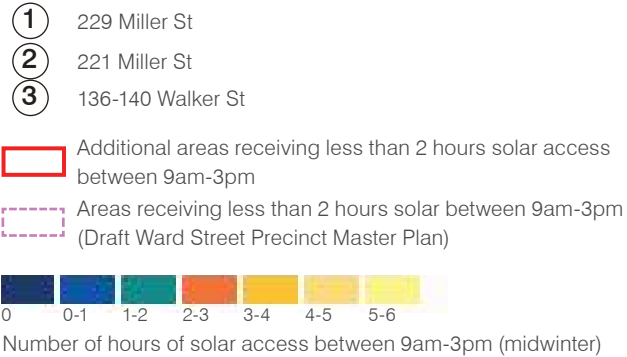 1 229 Miller St
2 221 Miller St
3 136-140 Walker St
Additional areas receiving less than 2 hours solar access
between 9am-3pm
Areas receiving less than 2 hours solar between 9am-3pm
(Draft Ward Street Precinct Master Plan)
0 0-1 1-2 2-3 3-4 4-5 5-6
Number of hours of solar access between 9am-3pm (midwinter)